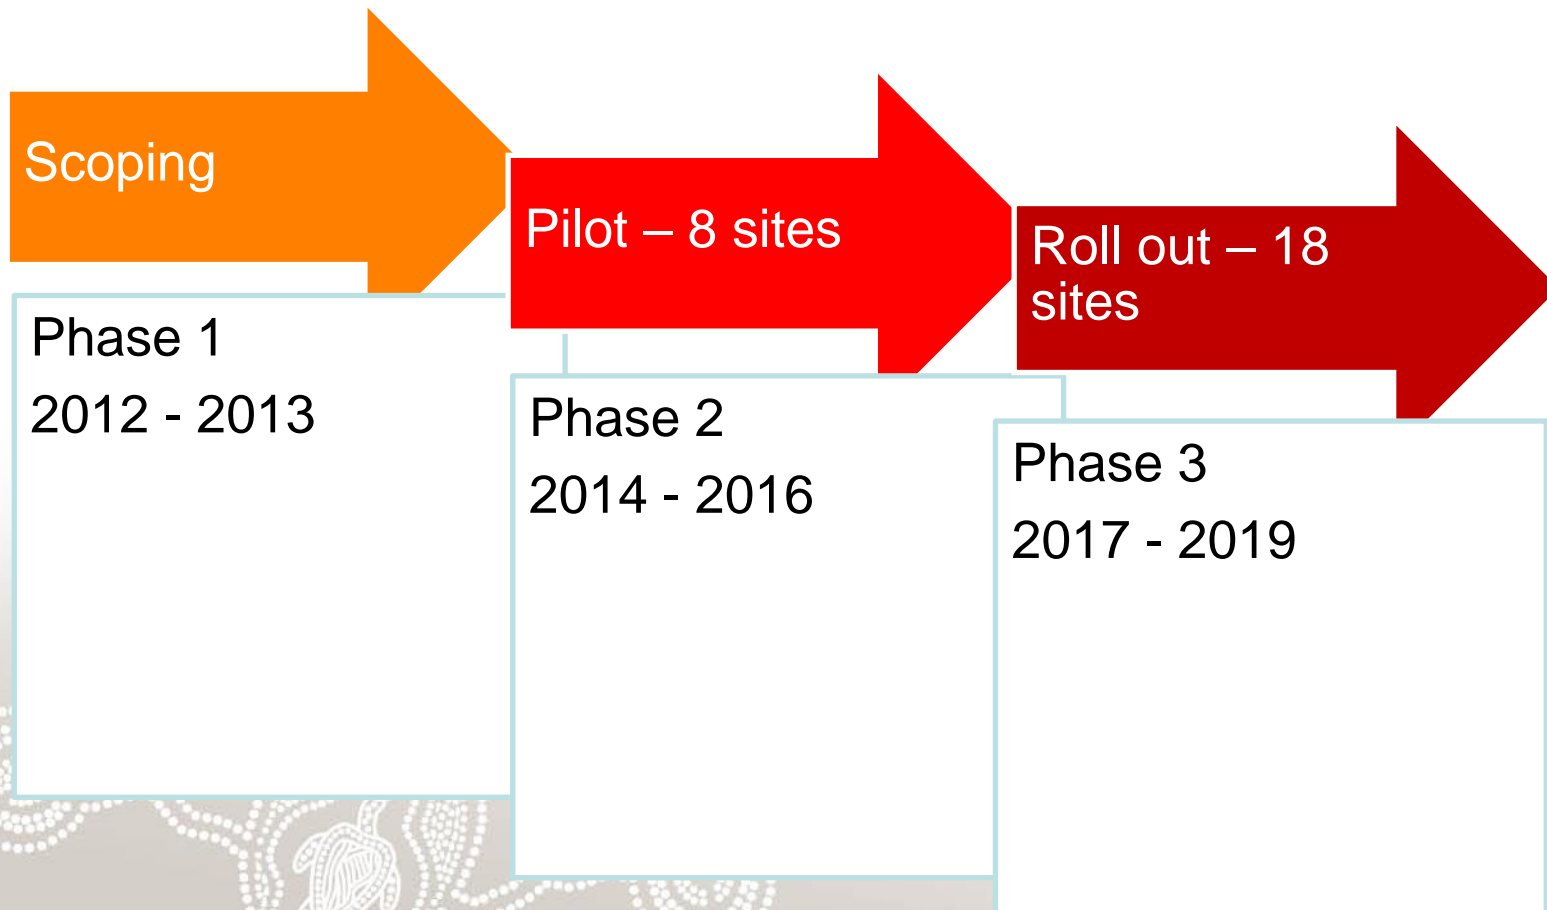 Scoping
Phase 1
2012 - 2013
Pilot – 8 sites
Phase 2
2014 - 2016
Roll out – 18
sites
Phase 3
2017 - 2019